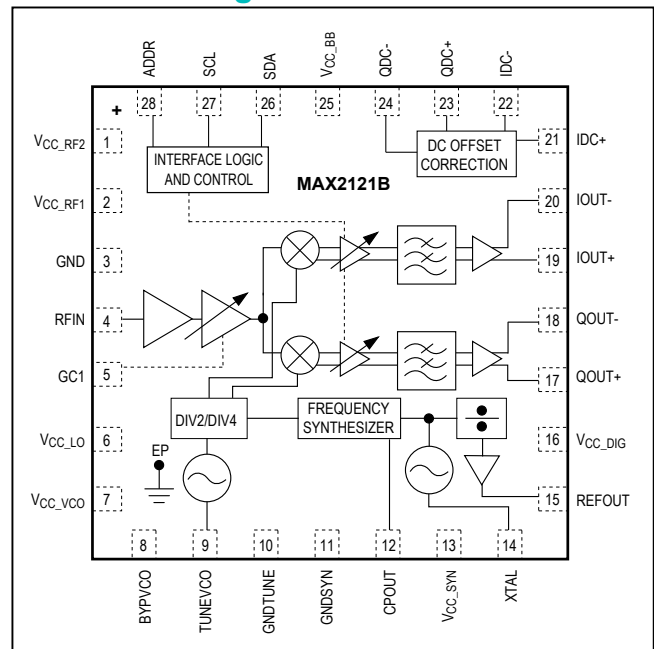 ADDR
SCL
SDA
VCC_BB
QDC-
QDC+
IDC-
+
28
27
26
25
24
23
22
VCC_RF2
1
INTERFACE LOGIC
AND CONTROL
MAX2121B
DC OFFSET
CORRECTION
21
IDC+
VCC_RF1
2
20
IOUT-
GND
3
19
IOUT+
RFIN
4
18
QOUT-
GC1
5
17
QOUT+
VCC_LO
6
DIV2/DIV4
FREQUENCY
SYNTHESIZER
16
VCC_DIG
EP
VCC_VCO
7
15
REFOUT
8
9
10
11
12
13
14
BYPVCO
TUNEVCO
GNDTUNE
GNDSYN
CPOUT
VCC_SYN
XTAL